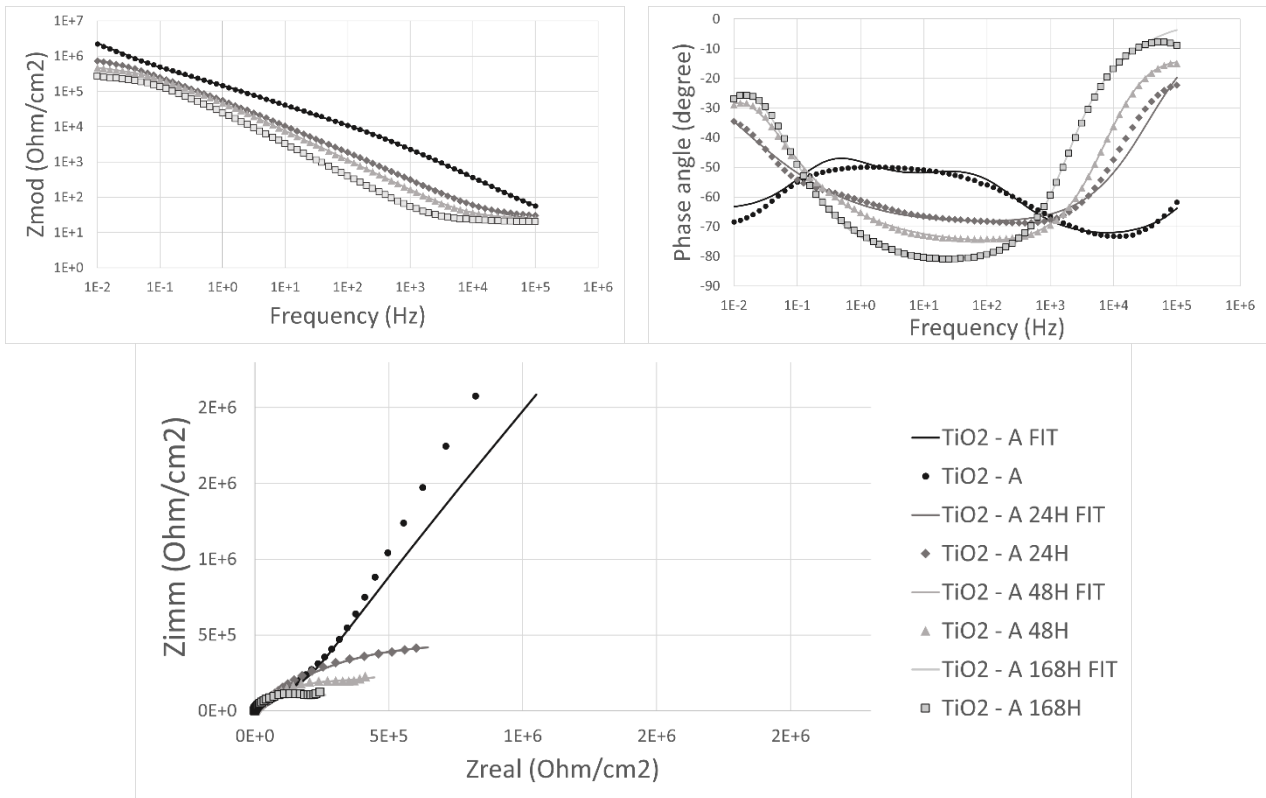 1E+7
1E+6
1E+5
1E+4
1E+3
1E+2
1E+1
1E+0
Zmod (Ohm/cm2)
1E-2 1E-1 1E+0 1E+1 1E+2 1E+3 1E+4 1E+5 1E+6
Frequency (Hz)
0
-10
-20
-30
-40
-50
-60
-70
-80
-90
Phase angle (degree)
1E-2 1E-1 1E+0 1E+1 1E+2 1E+3 1E+4 1E+5 1E+6
Frequency (Hz)
2E+6
2E+6
1E+6
5E+5
0E+0
Zimm (Ohm/cm2)
0E+0 5E+5 1E+6 2E+6 2E+6
Zreal (Ohm/cm2)
TiO2 - A FIT
TiO2 - A
TiO2 - A 24H FIT
TiO2 - A 24H
TiO2 - A 48H FIT
TiO2 - A 48H
TiO2 - A 168H FIT
TiO2 - A 168H